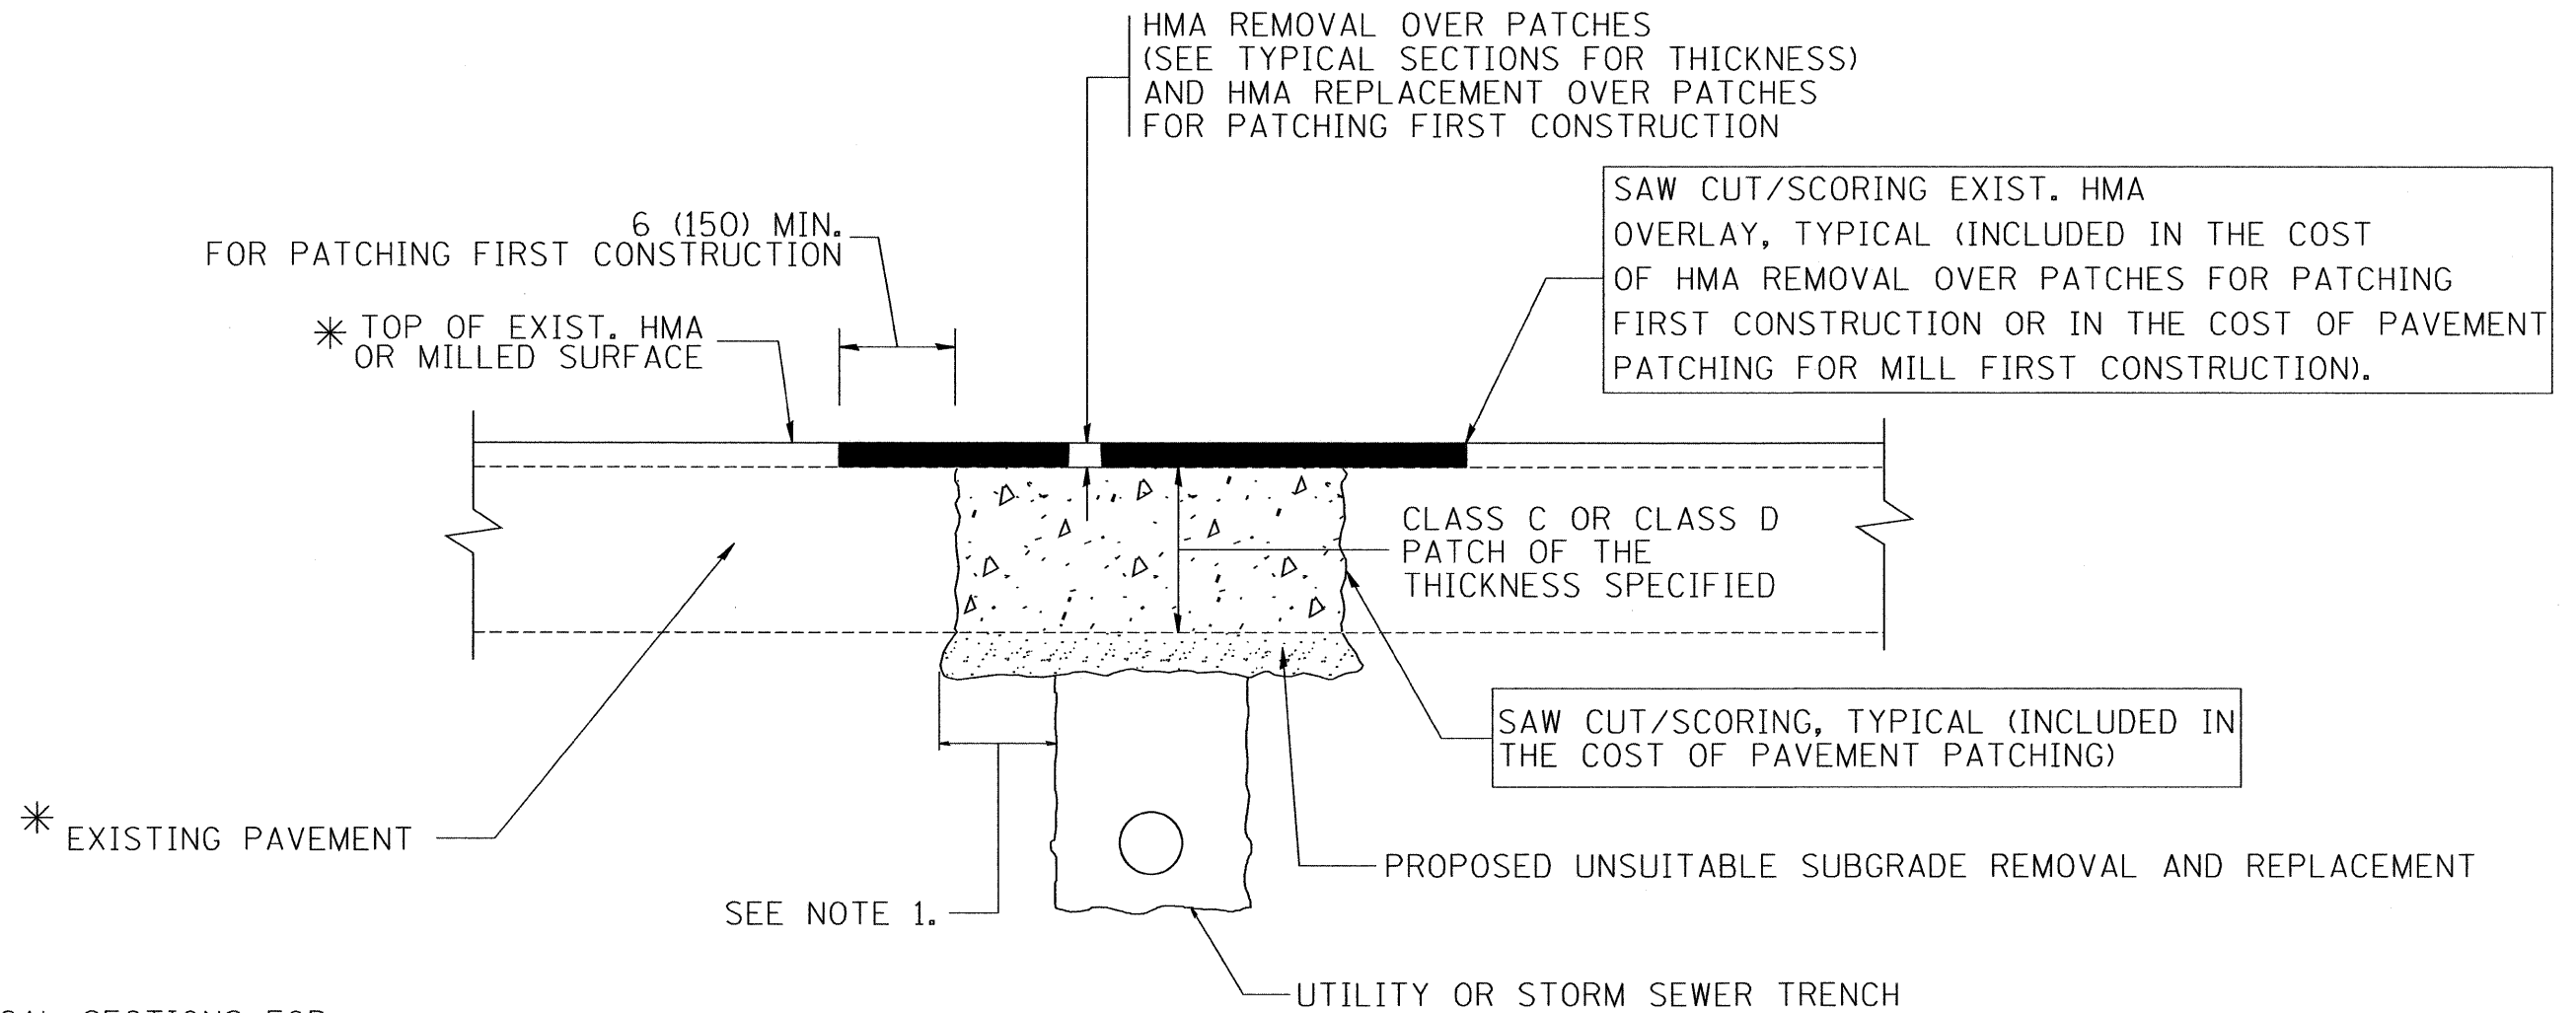 HMA REMOVAL OVER PATCHES
(SEE TYPICAL SECTIONS FOR THICKNESS)
AND HMA REPLACEMENT OVER PATCHES
FOR PATCHING FIRST CONSTRUCTION
SAW CUT/SCORING EXIST. HMA
OVERLAY, TYPICAL (INCLUDED IN THE COST
OF HMA REMOVAL OVER PATCHES FOR PATCHING
FIRST CONSTRUCTION OR IN THE COST OF PAVEMENT
PATCHING FOR MILL FIRST CONSTRUCTION).
6 (150) MIN.
FOR PATCHING FIRST CONSTRUCTION
* TOP OF EXIST. HMA
OR MILLED SURFACE
CLASS C OR CLASS D
PATCH OF THE
THICKNESS SPECIFIED
SAW CUT/SCORING, TYPICAL (INCLUDED IN
THE COST OF PAVEMENT PATCHING)
* EXISTING PAVEMENT
PROPOSED UNSUITABLE SUBGRADE REMOVAL AND REPLACEMENT
SEE NOTE 1.
UTILITY OR STORM SEWER TRENCH
SECTIONS FOR